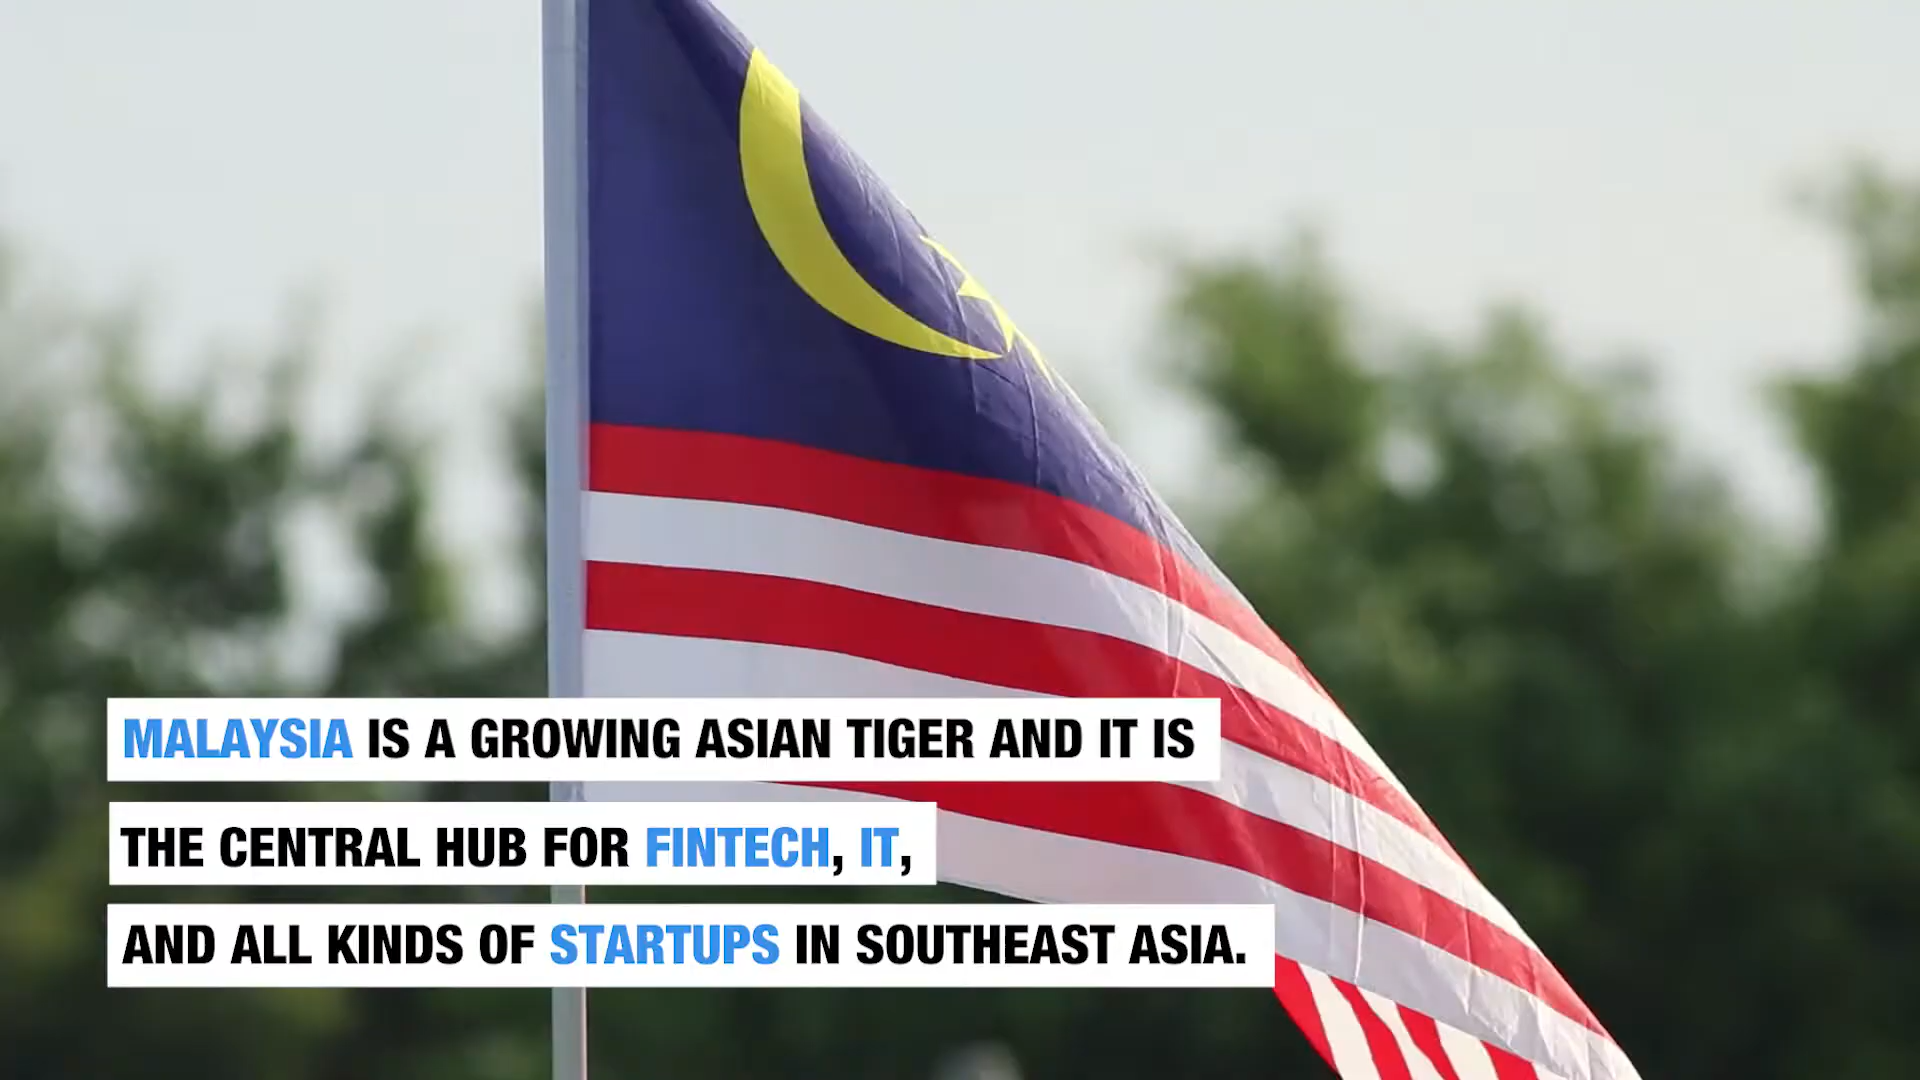 MALAYSIA IS A GROWING ASIAN TIGER AND IT IS
THE CENTRAL HUB FOR FINTECH, IT,
AND ALL KINDS OF STARTUPS IN SOUTHEAST ASIA.